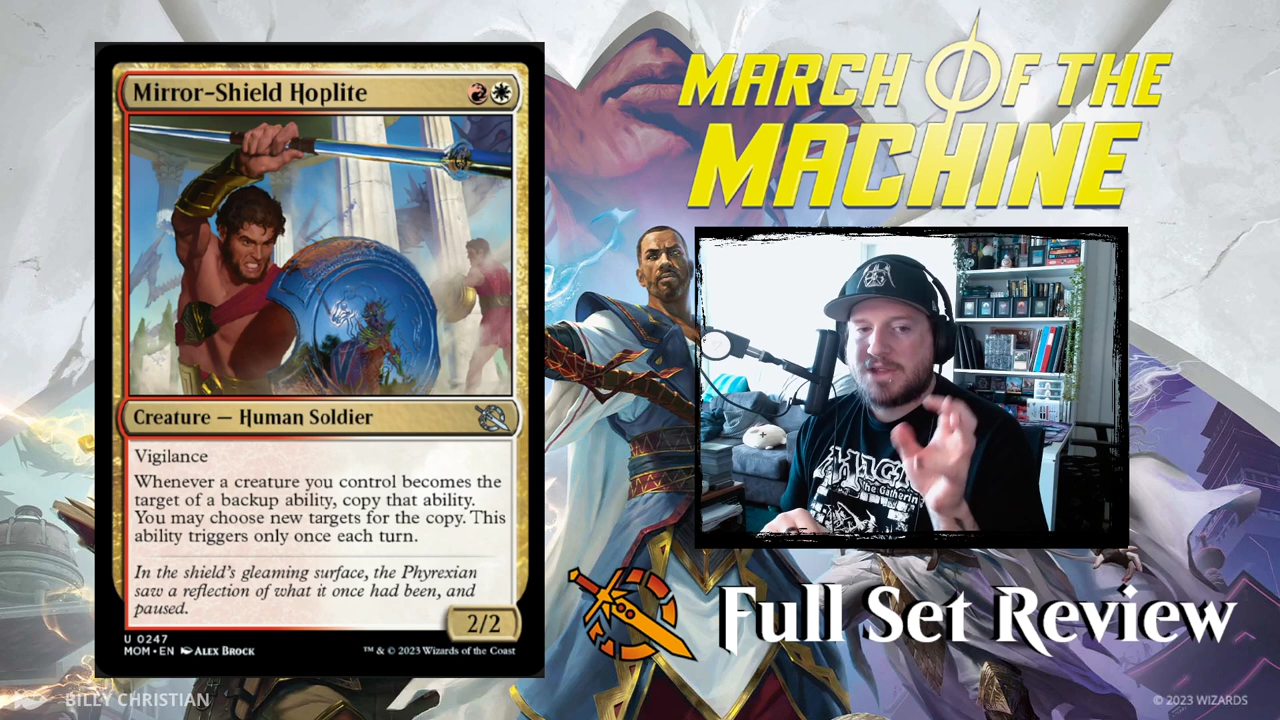 Mirror-Shield Hoplite
Creature — Human Soldier
Vigilance
Whenever a creature you control becomes the
target of a backup ability, copy that ability.
You may choose new targets for the copy. This
ability triggers only once each turn.
In the shield's gleaming surface, the Phyrexian
saw a reflection of what it once had been, and
paused.
2/2
U 0247
MOM • EN ALEX BROCK
™ & © 2023 Wizards of the Coast
BILLY CHRISTIAN
MARCH OF THE
MACHINE
MAGIC
the Gathering
Full Set Review
© 2023 WIZARDS